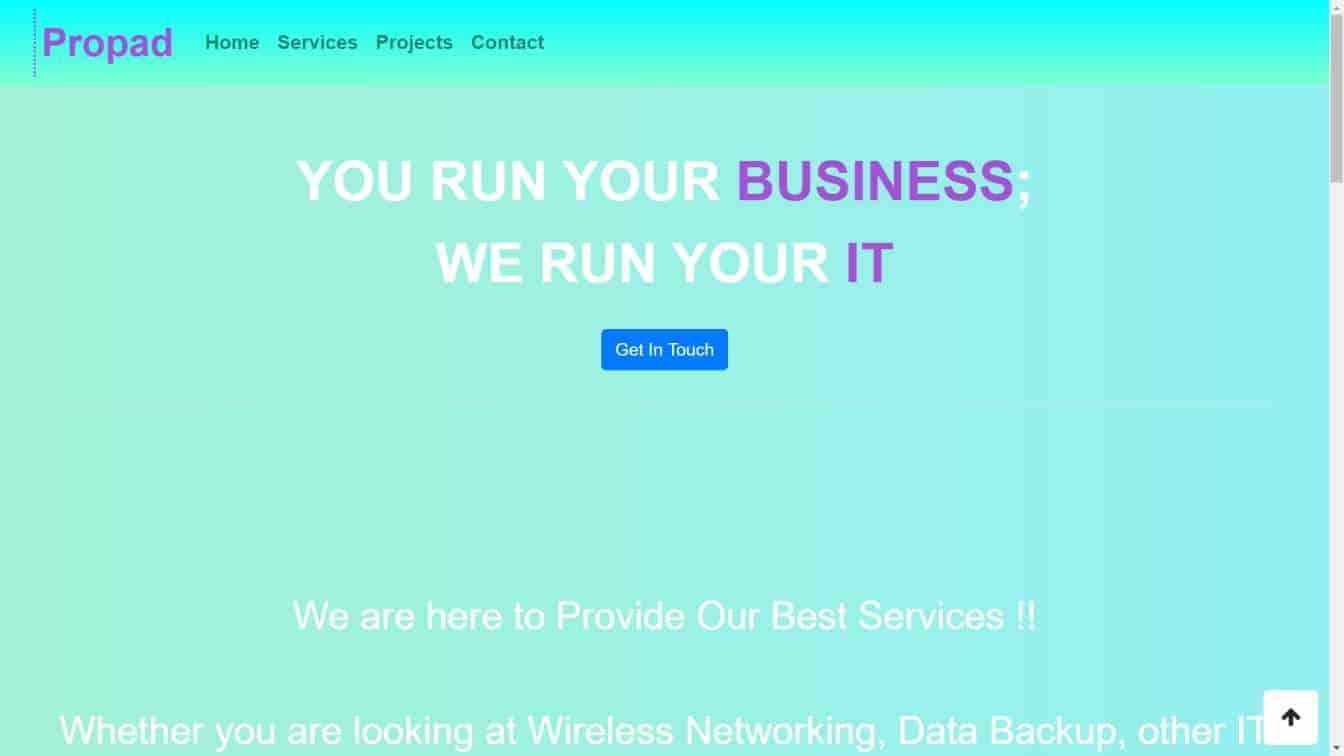 Propad
Home Services Projects Contact
YOU RUN YOUR BUSINESS;
WE RUN YOUR IT
Get In Touch
We are here to Provide Our Best Services !!
Whether you are looking at Wireless Networking, Data Backup, other IT